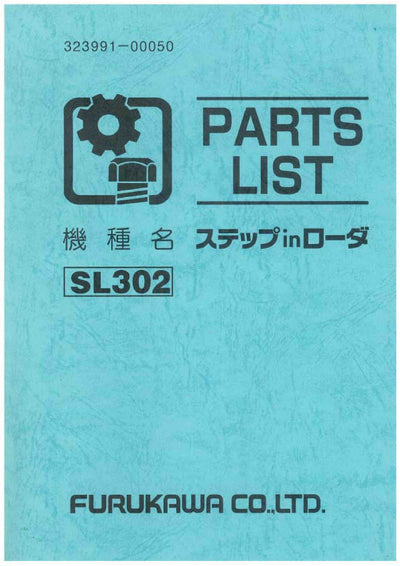 323991-00050
PARTS
LIST
機種名 ステップinローダ
SL302
FURUKAWA CO.,LTD.